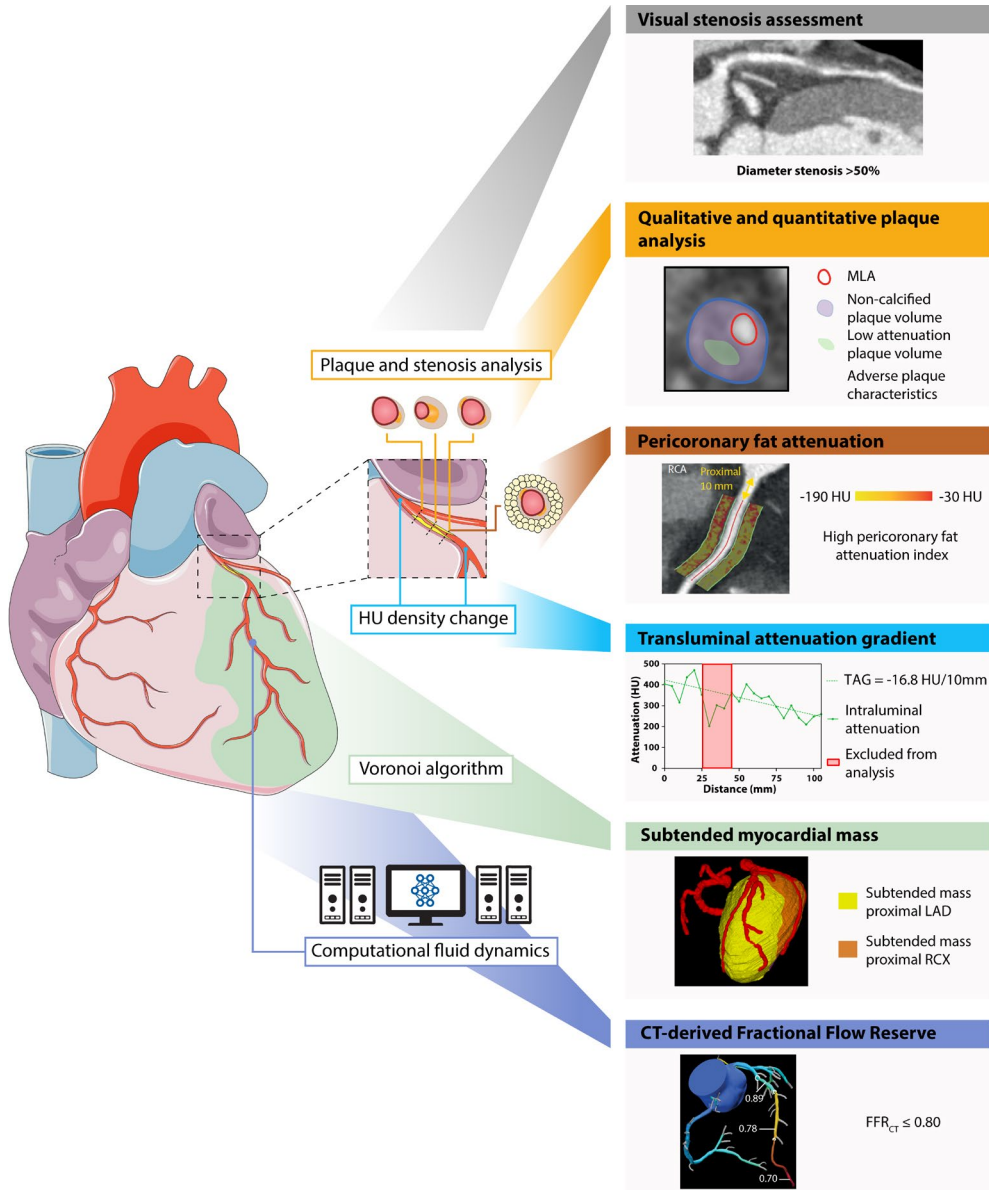 Visual stenosis assessment
Diameter stenosis >50%
Qualitative and quantitative plaque
analysis
MLA
Non-calcified
plaque volume
Low attenuation
plaque volume
Adverse plaque
characteristics
Plaque and stenosis analysis
Pericoronary fat attenuation
RCA
Proximal
10 mm
-190 HU
-30 HU
High pericoronary fat
attenuation index
HU density change
Transluminal attenuation gradient
Attenuation (HU)
500
400
300
200
100
0
0 25 50 75 100
Distance (mm)
TAG = -16.8 HU/10mm
Intraluminal
attenuation
Excluded from
analysis
Voronoi algorithm
Subtended myocardial mass
Subtended mass
proximal LAD
Subtended mass
proximal RCX
Computational fluid dynamics
CT-derived Fractional Flow Reserve
0.89
0.78
0.70
FFRCT ≤ 0.80